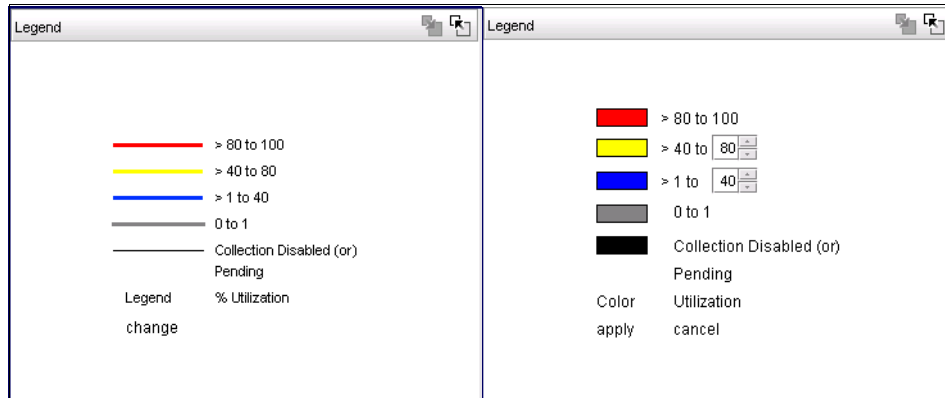 Legend
> 80 to 100
> 40 to 80
> 1 to 40
0 to 1
Collection Disabled (or)
Pending
Legend % Utilization
change
Legend
> 80 to 100
> 40 to 80
> 1 to 40
0 to 1
Collection Disabled (or)
Pending
Color Utilization
apply cancel